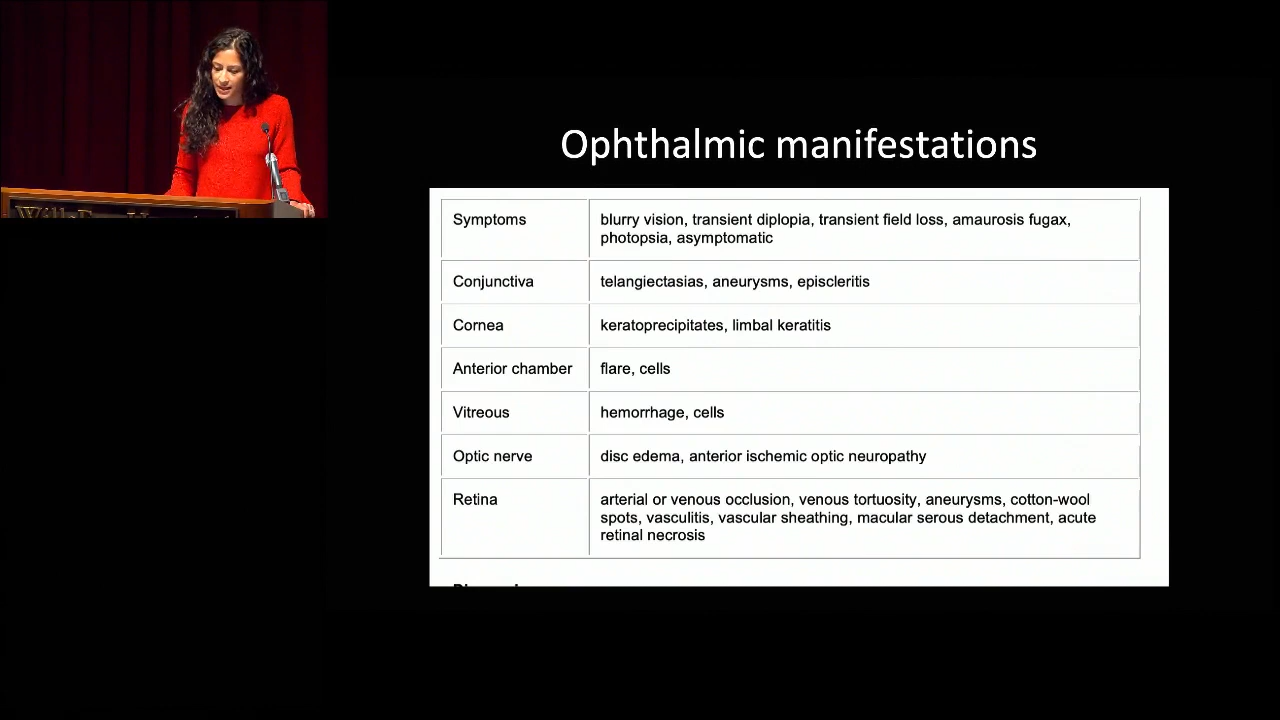 Ophthalmic manifestations
Symptoms
blurry vision, transient diplopia, transient field loss, amaurosis fugax,
photopsia, asymptomatic
Conjunctiva
telangiectasias, aneurysms, episcleritis
Cornea
keratoprecipitates, limbal keratitis
Anterior chamber
flare, cells
Vitreous
hemorrhage, cells
Optic nerve
disc edema, anterior ischemic optic neuropathy
Retina
arterial or venous occlusion, venous tortuosity, aneurysms, cotton-wool
spots, vasculitis, vascular sheathing, macular serous detachment, acute
retinal necrosis